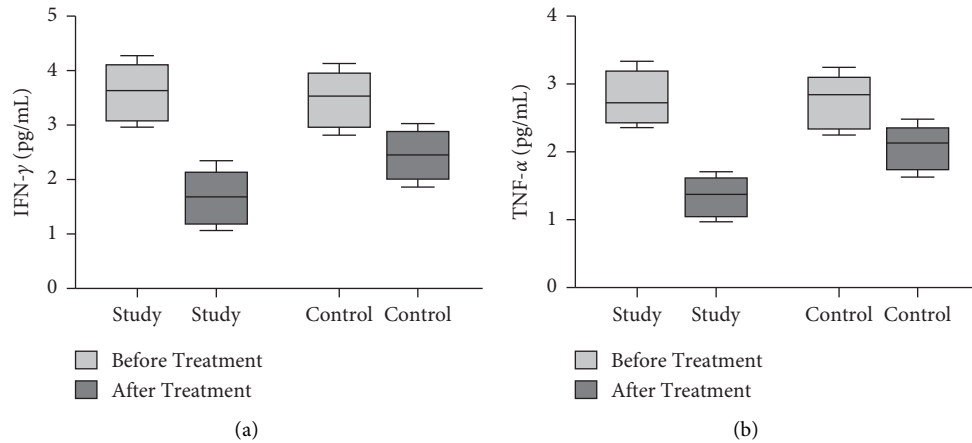 5
4
3
2
1
0
IFN-γ (pg/mL)
Study
Study
Control
Control
Before Treatment
After Treatment
(a)
4
3
2
1
0
TNF-α (pg/mL)
Study
Study
Control
Control
Before Treatment
After Treatment
(b)